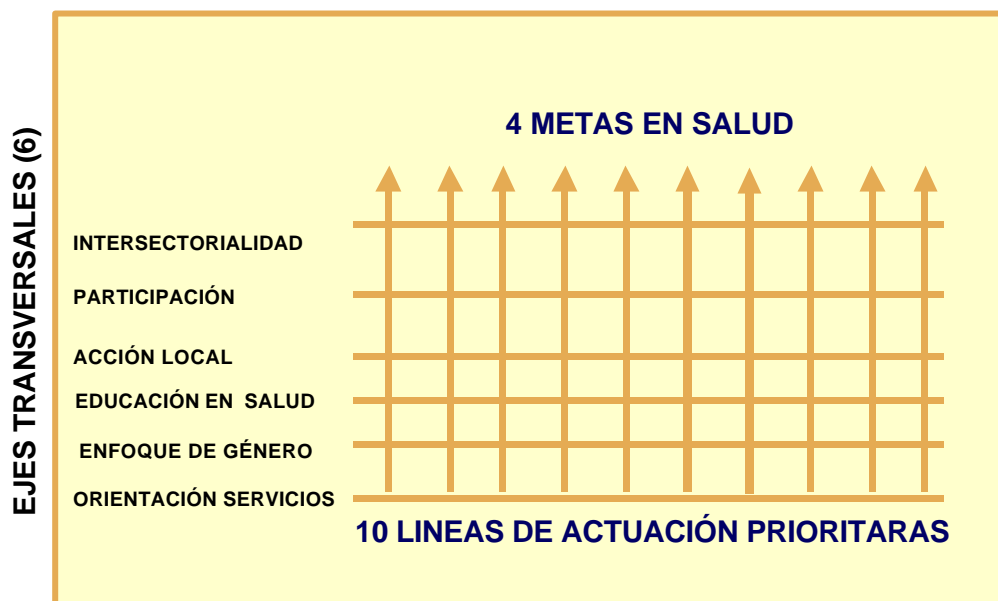 EJES TRANSVERSALES (6)
4 METAS EN SALUD
INTERSECTORIALIDAD
PARTICIPACIÓN
ACCIÓN LOCAL
EDUCACIÓN EN SALUD
ENFOQUE DE GÉNERO
ORIENTACIÓN SERVICIOS
10 LINEAS DE ACTUACIÓN PRIORITARAS